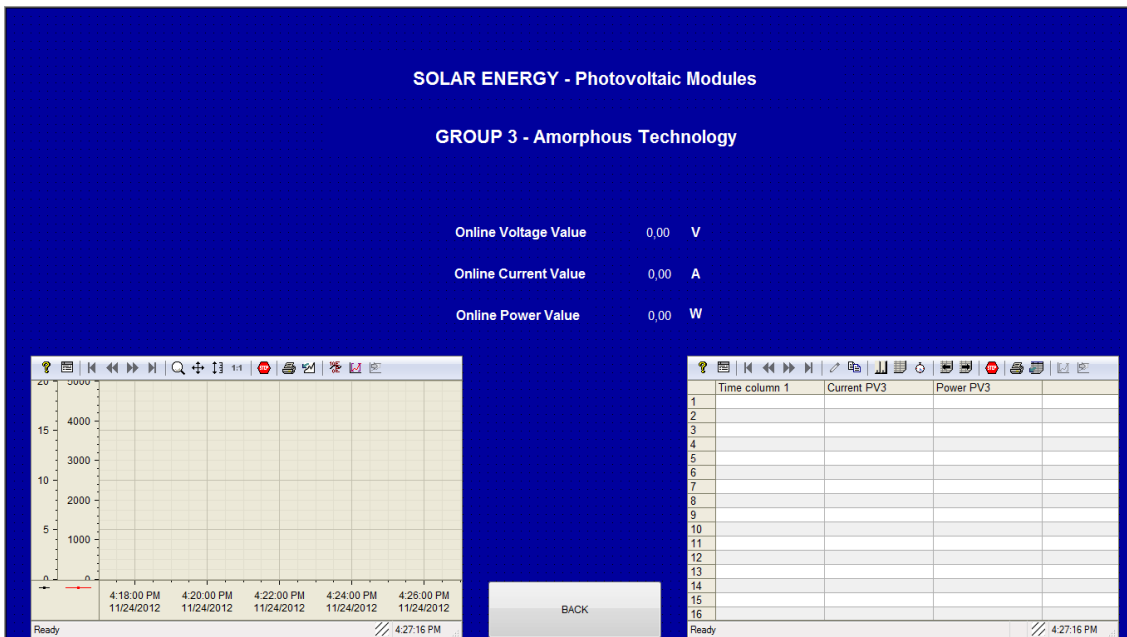 SOLAR ENERGY - Photovoltaic Modules
GROUP 3 - Amorphous Technology
Online Voltage Value 0,00 V
Online Current Value 0,00 A
Online Power Value 0,00 W
1:1 STOP
20 5000
15 4000
3000
10 2000
5 1000
0 0
4:18:00 PM 4:20:00 PM 4:22:00 PM 4:24:00 PM 4:26:00 PM
11/24/2012 11/24/2012 11/24/2012 11/24/2012 11/24/2012
Ready 4:27:16 PM
BACK
STOP
Time column 1 Current PV3 Power PV3
1
2
3
4
5
6
7
8
9
10
11
12
13
14
15
16
Ready 4:27:16 PM